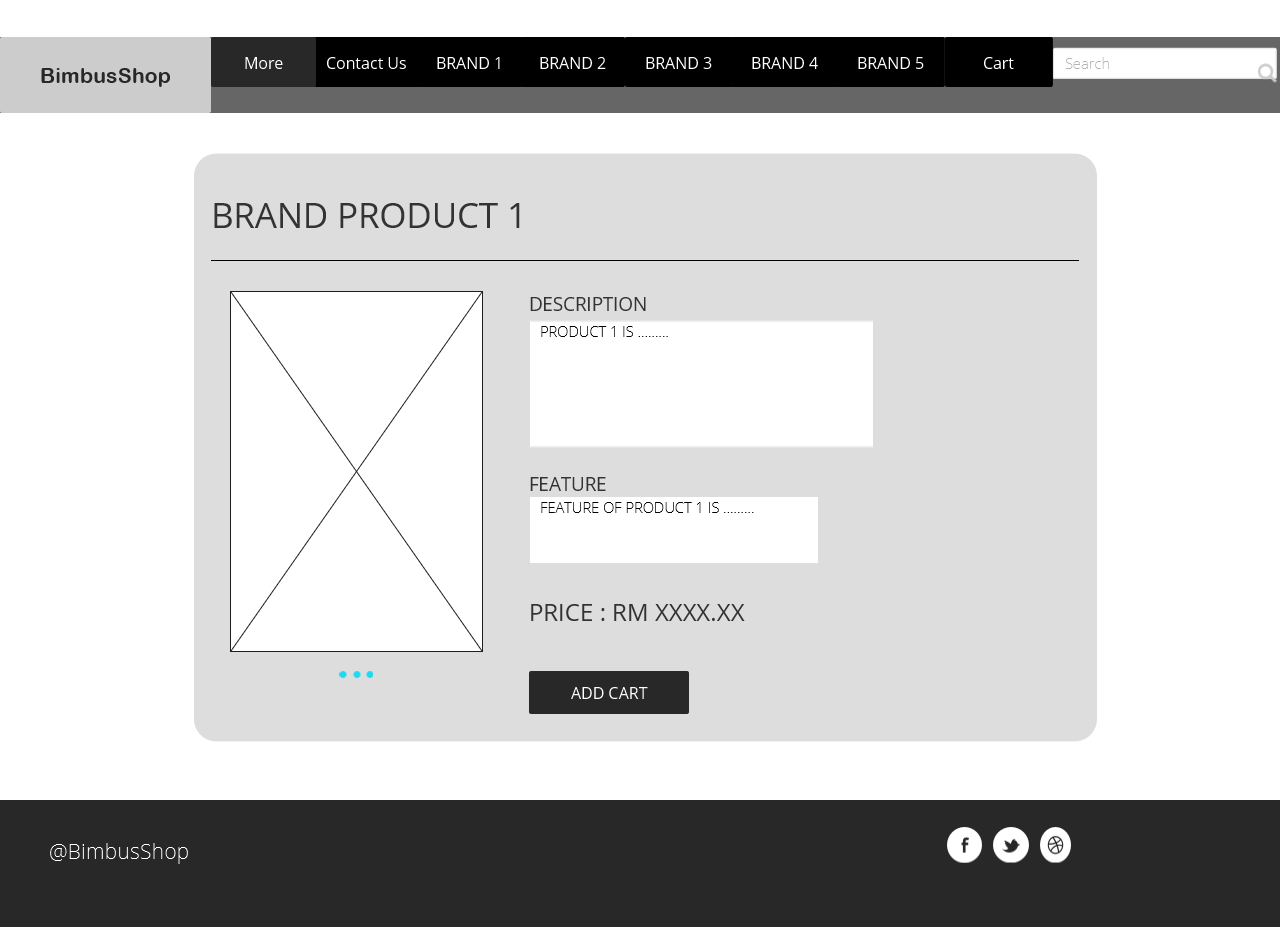 BimbusShop
More Contact Us BRAND 1 BRAND 2 BRAND 3 BRAND 4 BRAND 5 Cart Search
BRAND PRODUCT 1
DESCRIPTION
PRODUCT 1 IS .........
FEATURE
FEATURE OF PRODUCT 1 IS .........
PRICE : RM XXXX.XX
ADD CART
@BimbusShop